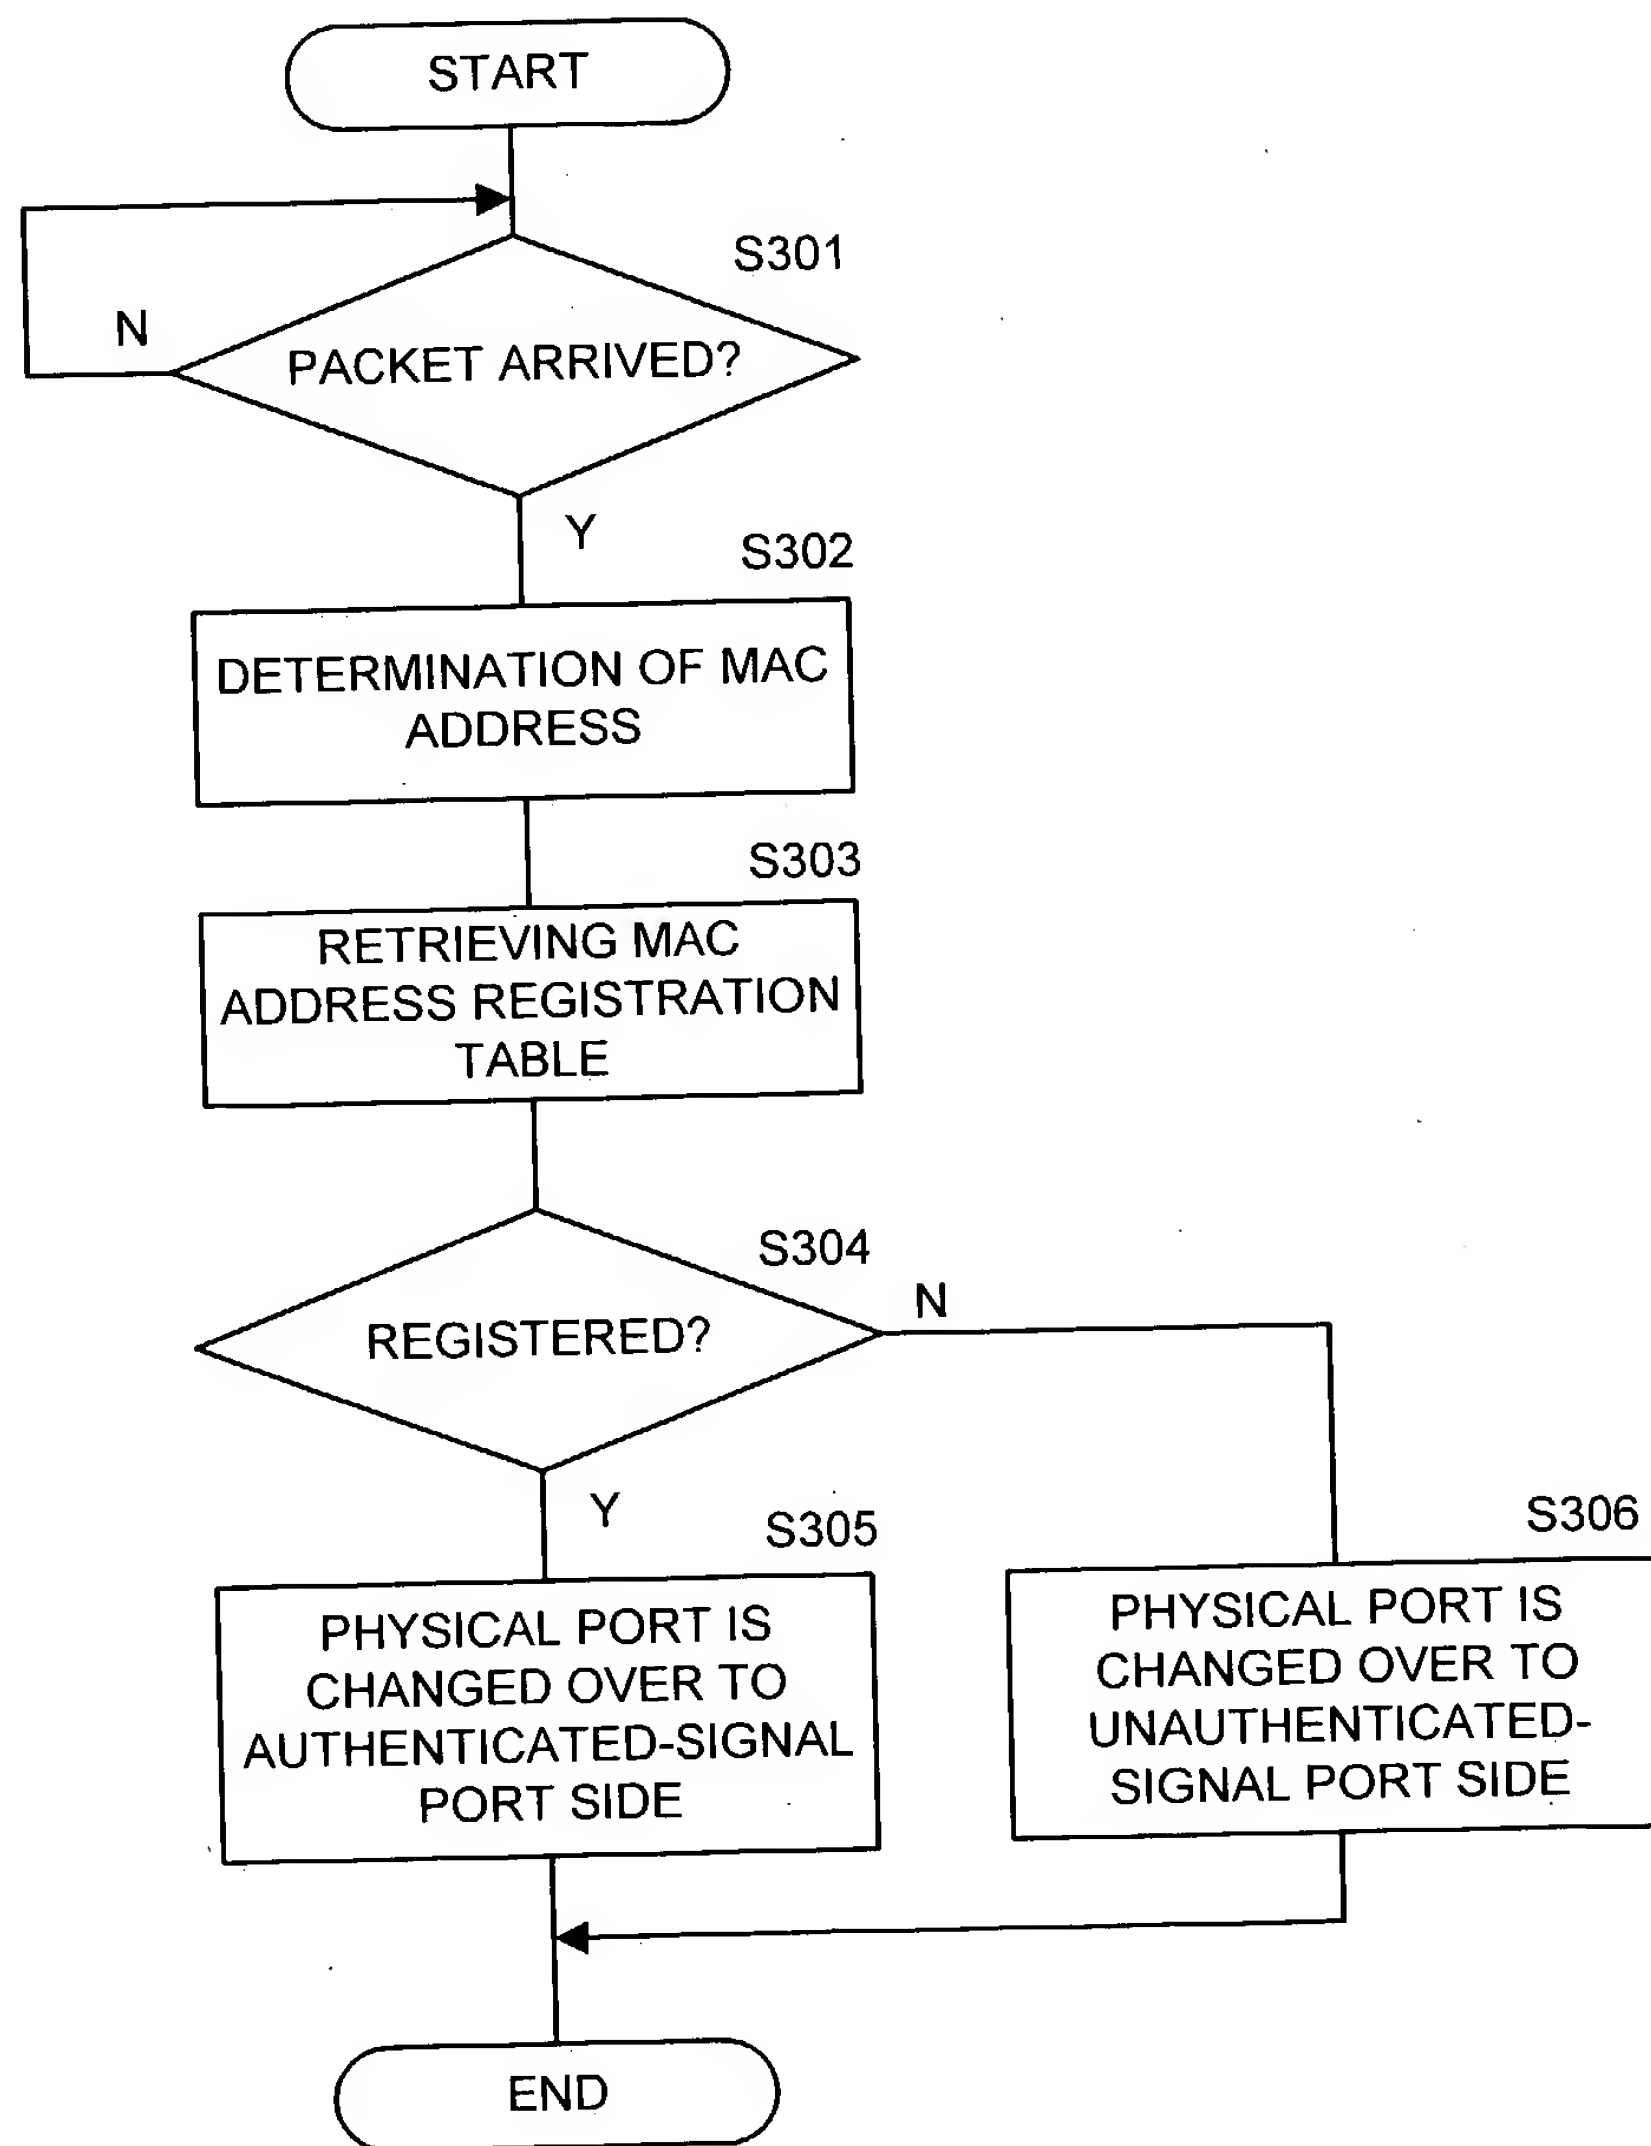 START
S301
N
PACKET ARRIVED?
Y
S302
DETERMINATION OF MAC
ADDRESS
S303
RETRIEVING MAC
ADDRESS REGISTRATION
TABLE
S304
N
REGISTERED?
Y
S305
PHYSICAL PORT IS
CHANGED OVER TO
AUTHENTICATED-SIGNAL
PORT SIDE
S306
PHYSICAL PORT IS
CHANGED OVER TO
UNAUTHENTICATED-
SIGNAL PORT SIDE
END